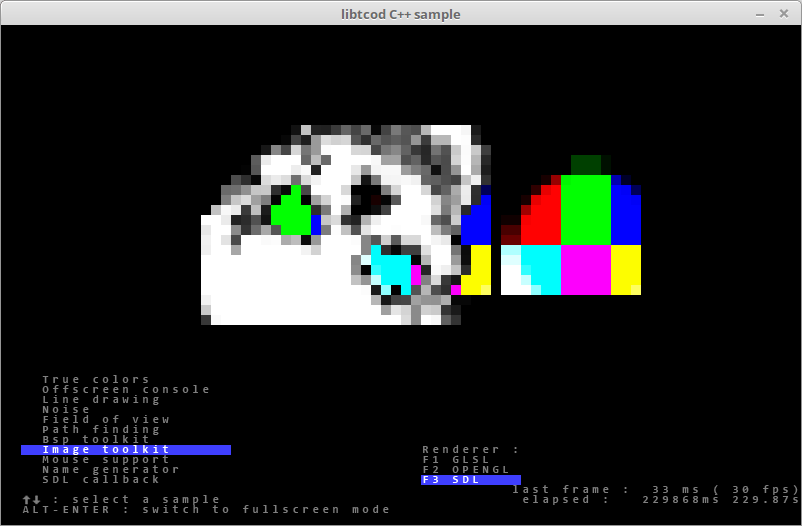 libtcod C++ sample
True colors
Offscreen console
Line drawing
Noise
Field of view
Path finding
Bsp toolkit
Image toolkit
Mouse support
Name generator
SDL callback
↑↓ : select a sample
ALT-ENTER : switch to fullscreen mode
Renderer :
F1 GLSL
F2 OPENGL
F3 SDL
last frame : 33 ms ( 30 fps)
elapsed : 229868ms 229.87s